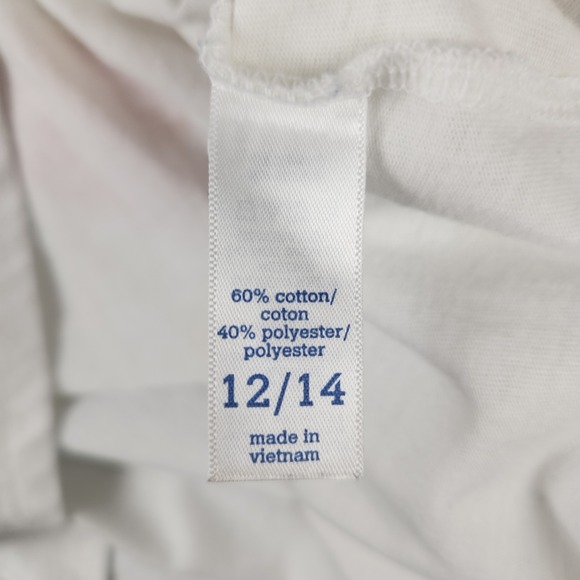 60% cotton/
coton
40% polyester/
polyester
12/14
made in
vietnam